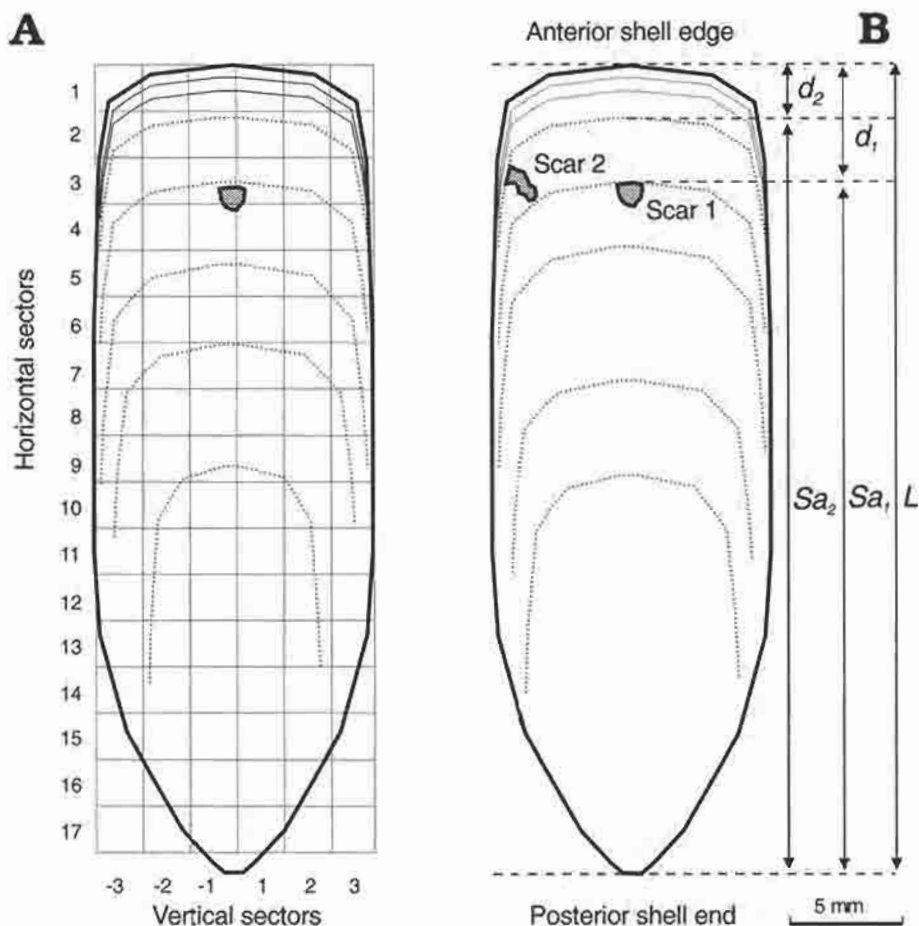 A
Horizontal sectors
1
2
3
4
5
6
7
8
9
10
11
12
13
14
15
16
17
-3 -2 -1 1 2 3
Vertical sectors
B
Anterior shell edge
d2
d1
Scar 2
Scar 1
Sa2 Sa1 L
Posterior shell end
5 mm